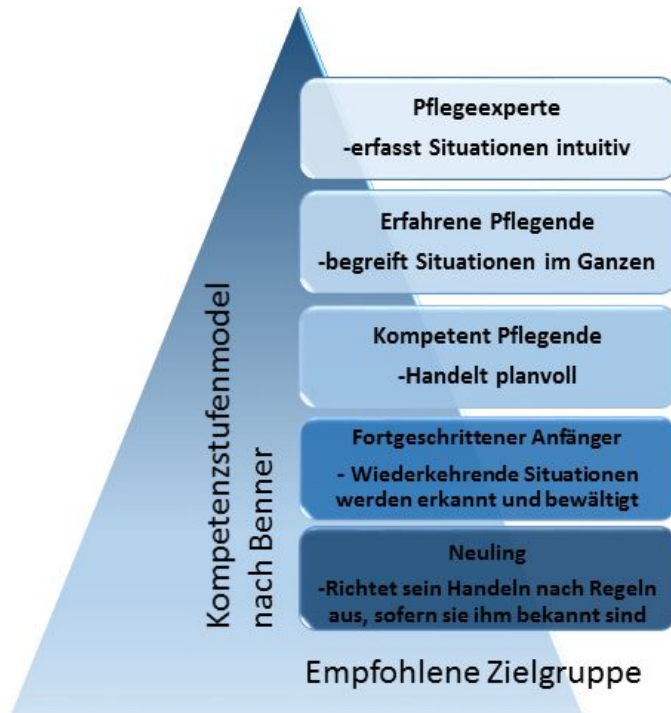 Pflegeexperte
-erfasst Situationen intuitiv
Erfahrene Pflegende
-begreift Situationen im Ganzen
Kompetent Pflegende
-Handelt planvoll
Fortgeschrittener Anfänger
- Wiederkehrende Situationen
werden erkannt und bewältigt
Neuling
-Richtet sein Handeln nach Regeln
aus, sofern sie ihm bekannt sind
Kompetenzstufenmodel
nach Benner
Empfohlene Zielgruppe